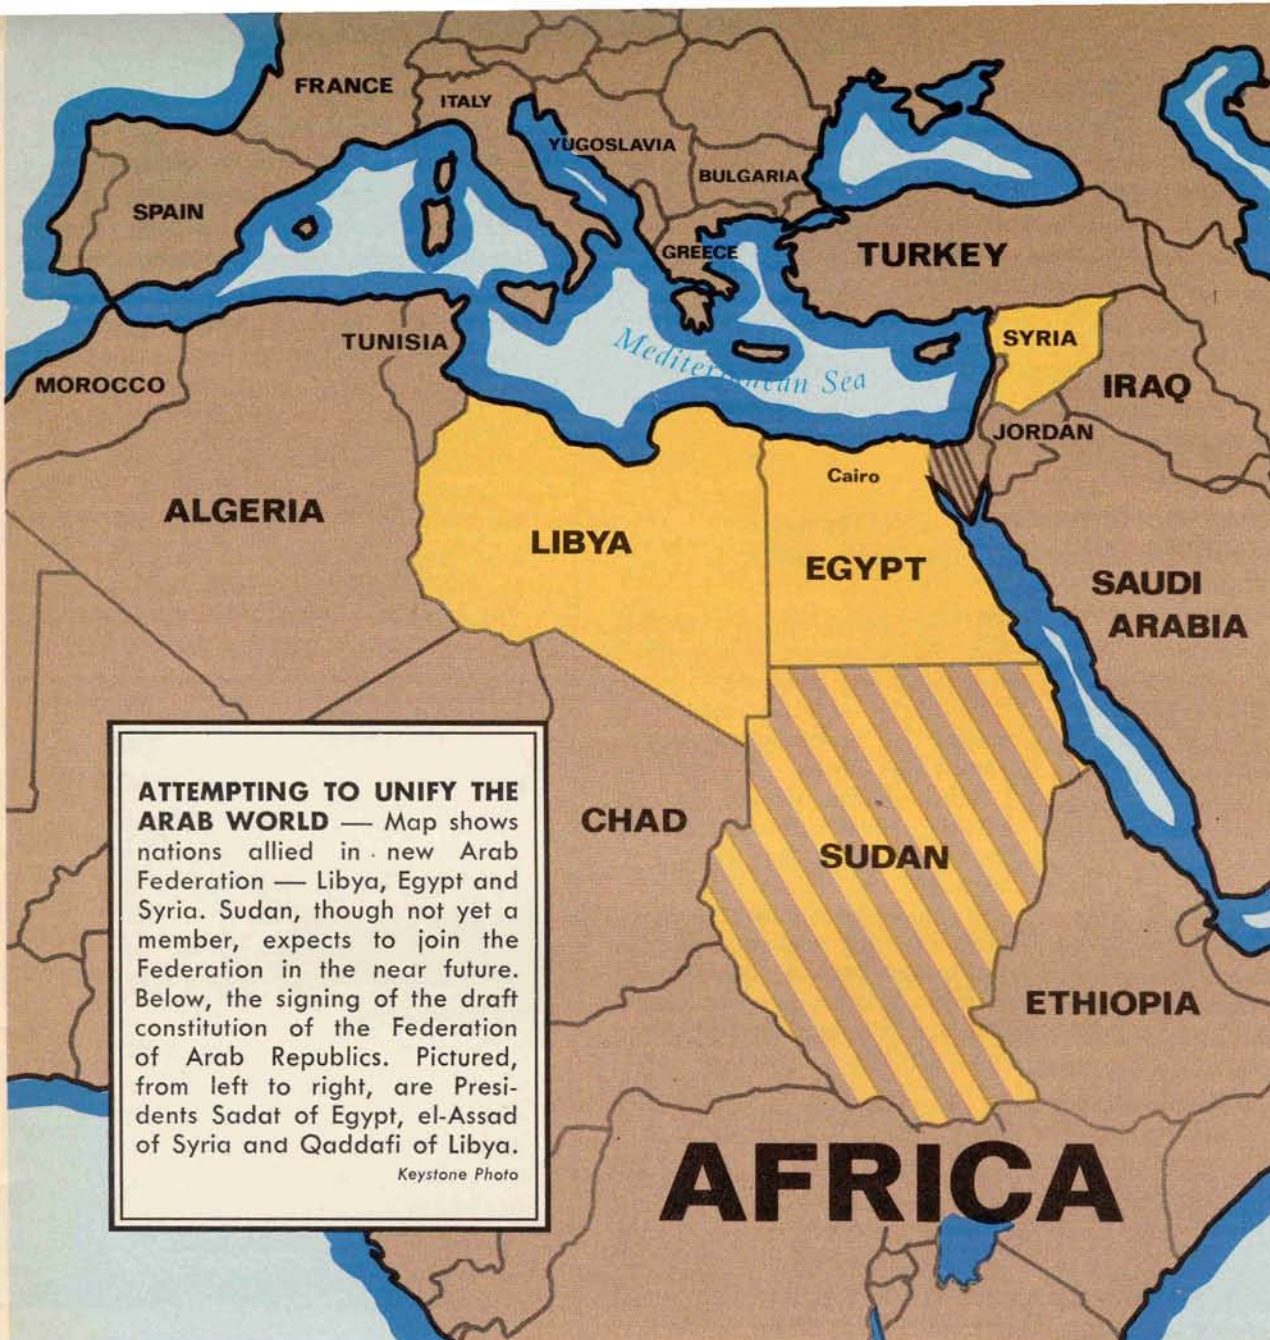 FRANCE
ITALY
YUGOSLAVIA
BULGARIA
SPAIN
GREECE
TURKEY
TUNISIA
Mediterranean Sea
SYRIA
MOROCCO
IRAQ
JORDAN
Cairo
ALGERIA
LIBYA
EGYPT
SAUDI
ARABIA
CHAD
SUDAN
ETHIOPIA
AFRICA
ATTEMPTING TO UNIFY THE
ARAB WORLD — Map shows
nations allied in new Arab
Federation — Libya, Egypt and
Syria. Sudan, though not yet a
member, expects to join the
Federation in the near future.
Below, the signing of the draft
constitution of the Federation
of Arab Republics. Pictured,
from left to right, are Presi-
dents Sadat of Egypt, el-Assad
of Syria and Qaddafi of Libya.
Keystone Photo